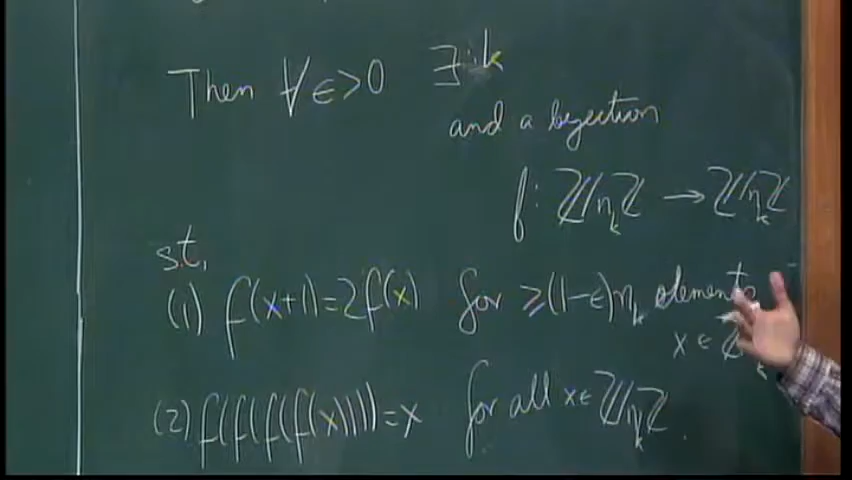 Then ∀ε>0 ∃ k
and a bijection
f: ℤ/n_kℤ → ℤ/n_kℤ
s.t.
(1) f(x+1)=2f(x) for ≥(1-ε)n_k elements
x ∈
(2) f(f(f(f(x))))=x for all x∈ℤ/n_kℤ.